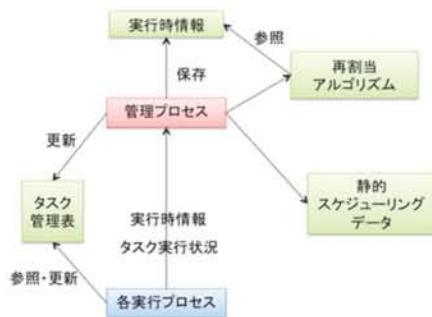 実行時情報
参照
再割当
アルゴリズム
保存
管理プロセス
更新
タスク
管理表
静的
スケジューリング
データ
実行時情報
タスク実行状況
参照・更新
各実行プロセス